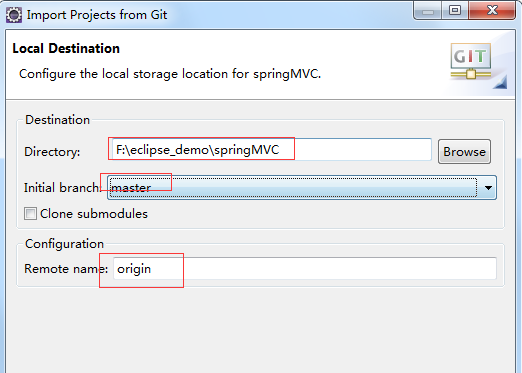 Import Projects from Git
Local Destination
Configure the local storage location for springMVC.
GIT
Destination
Directory: F:\eclipse_demo\springMVC Browse
Initial branch: master
Clone submodules
Configuration
Remote name: origin